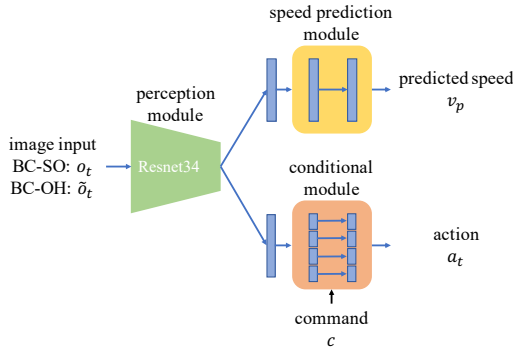 speed prediction
module
perception
module
predicted speed
v_p
image input
BC-SO: o_t
BC-OH: õ_t
Resnet34
conditional
module
action
a_t
command
c